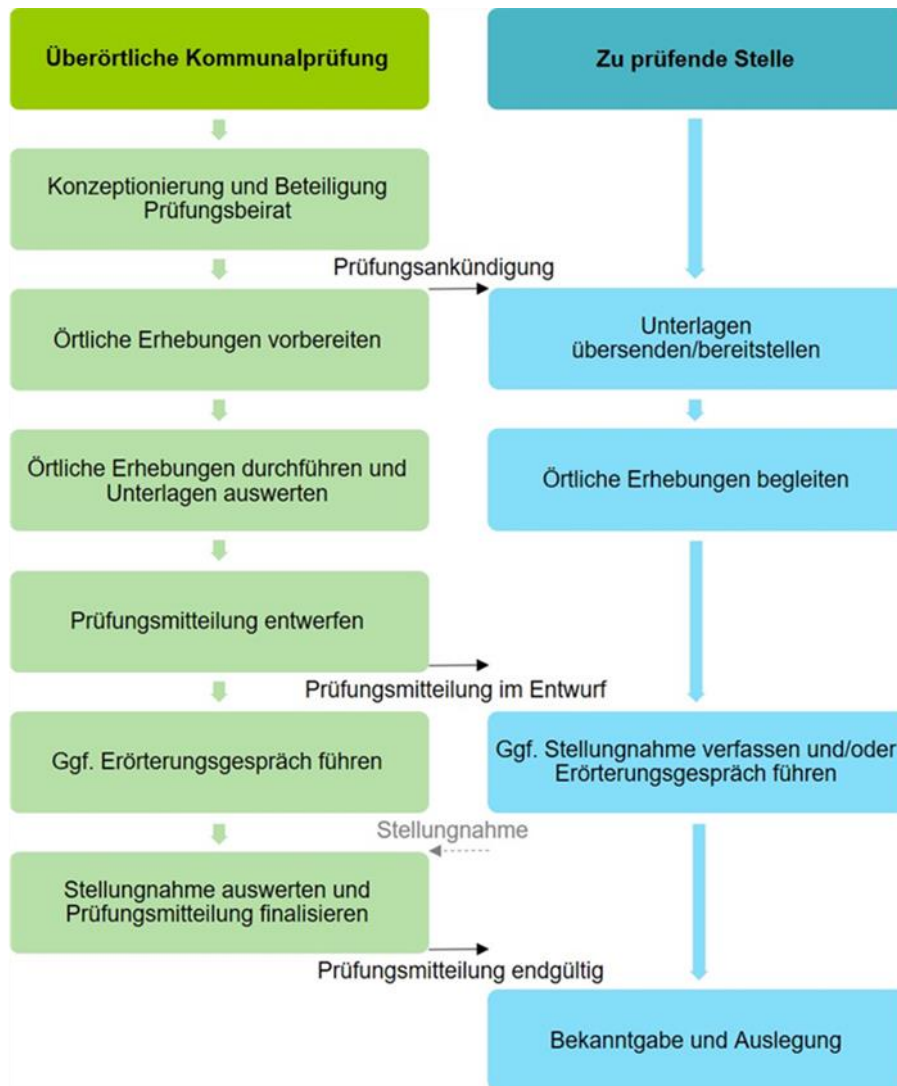 Überörtliche Kommunalprüfung
Zu prüfende Stelle
Konzeptionierung und Beteiligung
Prüfungsbeirat
Prüfungsankündigung
Örtliche Erhebungen vorbereiten
Unterlagen
übersenden/bereitstellen
Örtliche Erhebungen durchführen und
Unterlagen auswerten
Örtliche Erhebungen begleiten
Prüfungsmitteilung entwerfen
Prüfungsmitteilung im Entwurf
Ggf. Erörterungsgespräch führen
Ggf. Stellungnahme verfassen und/oder
Erörterungsgespräch führen
Stellungnahme
Stellungnahme auswerten und
Prüfungsmitteilung finalisieren
Prüfungsmitteilung endgültig
Bekanntgabe und Auslegung